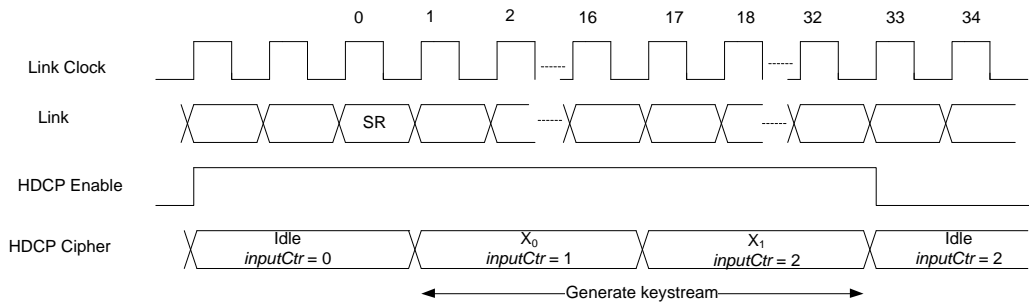 0 1 2 16 17 18 32 33 34
Link Clock
Link
SR
HDCP Enable
HDCP Cipher
Idle
inputCtr = 0
X0
inputCtr = 1
X1
inputCtr = 2
Idle
inputCtr = 2
Generate keystream